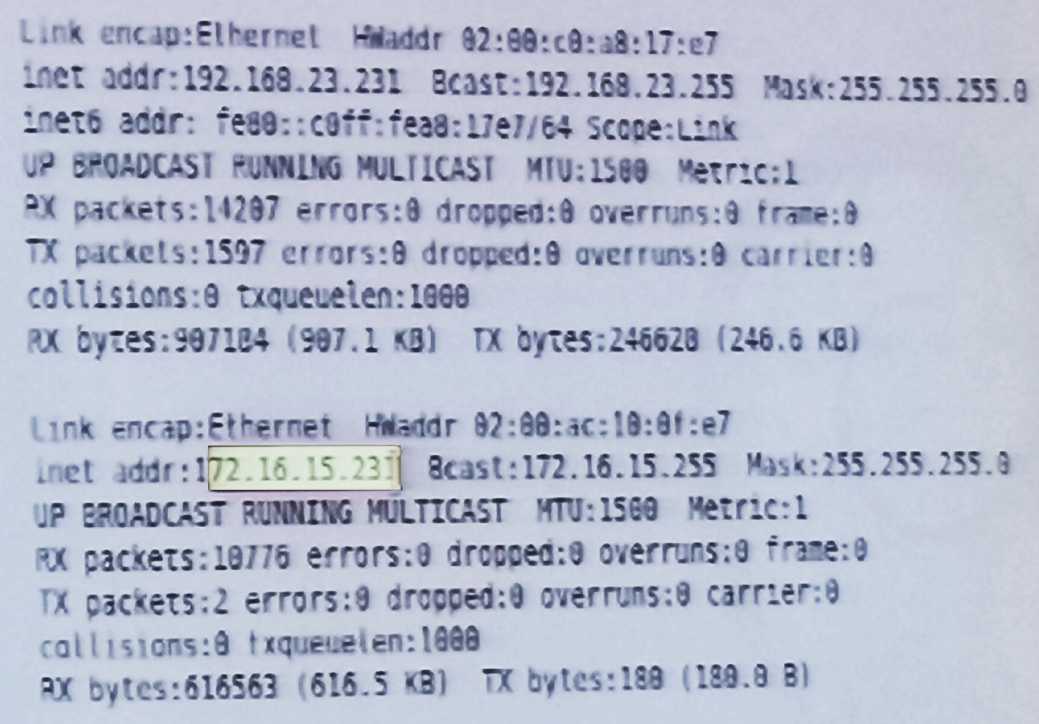 Link encap:Ethernet HWaddr 02:00:c0:a8:17:e7
inet addr:192.168.23.231 Bcast:192.168.23.255 Mask:255.255.255.0
inet6 addr: fe80::c0ff:fea8:17e7/64 Scope:Link
UP BROADCAST RUNNING MULTICAST MTU:1500 Metric:1
RX packets:14207 errors:0 dropped:0 overruns:0 frame:0
TX packets:1597 errors:0 dropped:0 overruns:0 carrier:0
collisions:0 txqueuelen:1000
RX bytes:907184 (907.1 KB) TX bytes:246628 (246.6 KB)
Link encap:Ethernet HWaddr 02:00:ac:10:0f:e7
inet addr:172.16.15.231 Bcast:172.16.15.255 Mask:255.255.255.0
UP BROADCAST RUNNING MULTICAST MTU:1500 Metric:1
RX packets:10776 errors:0 dropped:0 overruns:0 frame:0
TX packets:2 errors:0 dropped:0 overruns:0 carrier:0
collisions:0 txqueuelen:1000
RX bytes:616563 (616.5 KB) TX bytes:180 (180.0 B)